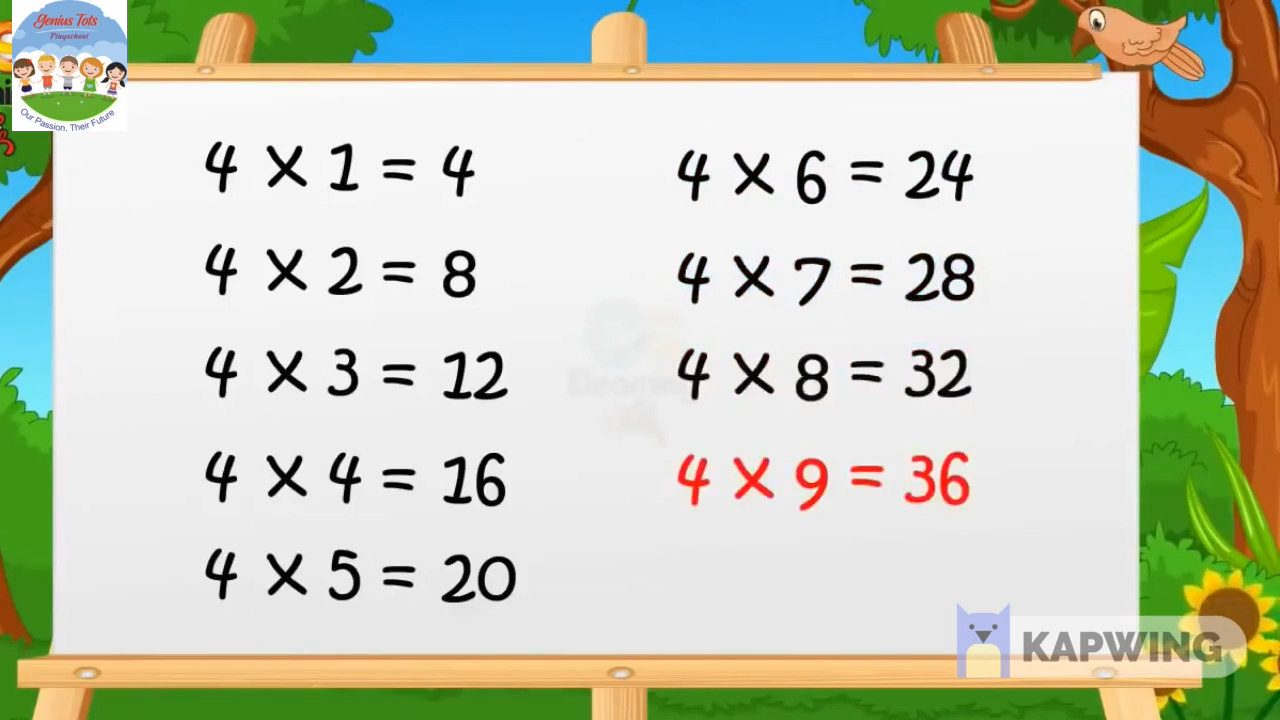 Genius Tots
Playschool
Our Passion. Their Future
4 × 1 = 4
4 × 2 = 8
4 × 3 = 12
4 × 4 = 16
4 × 5 = 20
4 × 6 = 24
4 × 7 = 28
4 × 8 = 32
4 × 9 = 36
KAPWING